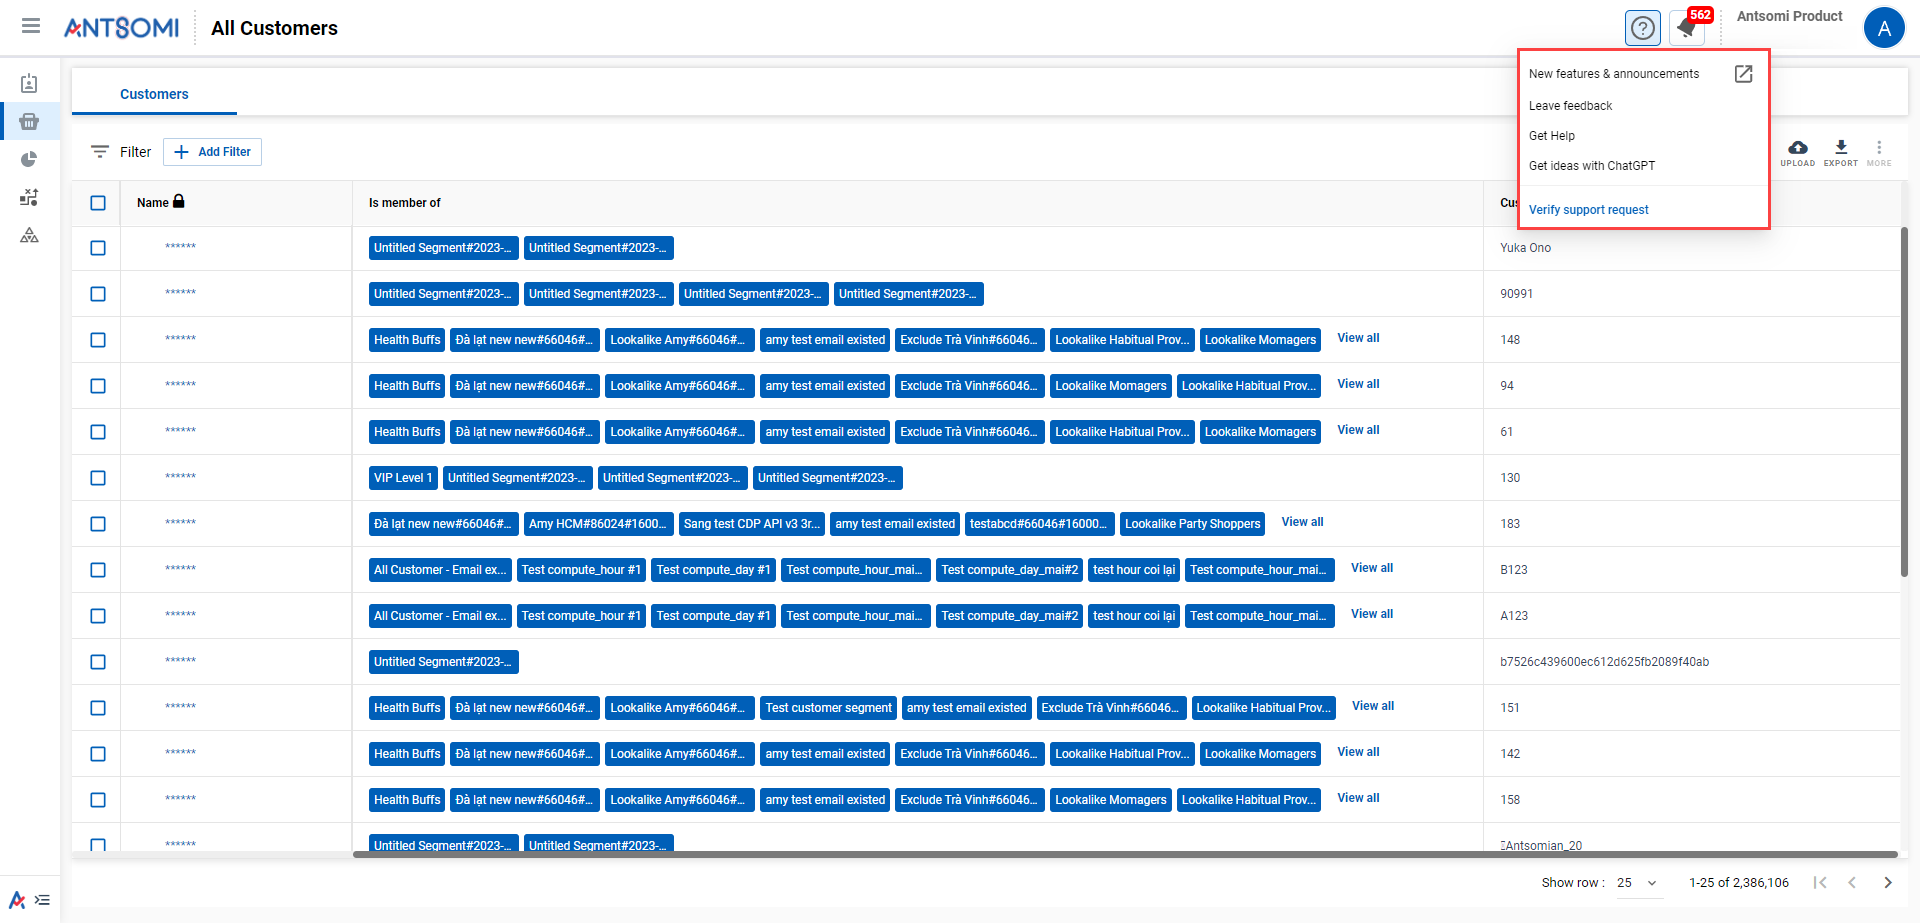 ANTSOMI
All Customers
562
Antsomi Product
A
New features & announcements
Leave feedback
Get Help
Get ideas with ChatGPT
Verify support request
Customers
Filter
Add Filter
UPLOAD
EXPORT
MORE
Name
Is member of
****** Untitled Segment#2023-... Untitled Segment#2023-... Yuka Ono
****** Untitled Segment#2023-... Untitled Segment#2023-... Untitled Segment#2023-... Untitled Segment#2023-... 90991
****** Health Buffs Đà lạt new new#66046#... Lookalike Amy#66046#... amy test email existed Exclude Trà Vinh#66046... Lookalike Habitual Prov... Lookalike Momagers View all 148
****** Health Buffs Đà lạt new new#66046#... Lookalike Amy#66046#... amy test email existed Exclude Trà Vinh#66046... Lookalike Momagers Lookalike Habitual Prov... View all 94
****** Health Buffs Đà lạt new new#66046#... Lookalike Amy#66046#... amy test email existed Exclude Trà Vinh#66046... Lookalike Habitual Prov... Lookalike Momagers View all 61
****** VIP Level 1 Untitled Segment#2023-... Untitled Segment#2023-... Untitled Segment#2023-... 130
****** Đà lạt new new#66046#... Amy HCM#86024#1600... Sang test CDP API v3 3r... amy test email existed testabcd#66046#16000... Lookalike Party Shoppers View all 183
****** All Customer - Email ex... Test compute_hour #1 Test compute_day #1 Test compute_hour_mai... Test compute_day_mai#2 test hour coi lại Test compute_hour_mai... View all B123
****** All Customer - Email ex... Test compute_hour #1 Test compute_day #1 Test compute_hour_mai... Test compute_day_mai#2 test hour coi lại Test compute_hour_mai... View all A123
****** Untitled Segment#2023-... b7526c439600ec612d625fb2089f40ab
****** Health Buffs Đà lạt new new#66046#... Lookalike Amy#66046#... Test customer segment amy test email existed Exclude Trà Vinh#66046... Lookalike Habitual Prov... View all 151
****** Health Buffs Đà lạt new new#66046#... Lookalike Amy#66046#... amy test email existed Exclude Trà Vinh#66046... Lookalike Habitual Prov... Lookalike Momagers View all 142
****** Health Buffs Đà lạt new new#66046#... Lookalike Amy#66046#... amy test email existed Exclude Trà Vinh#66046... Lookalike Momagers Lookalike Habitual Prov... View all 158
****** Untitled Segment#2023-... Untitled Segment#2023-... Antsomian_20
Show row : 25 1-25 of 2,386,106